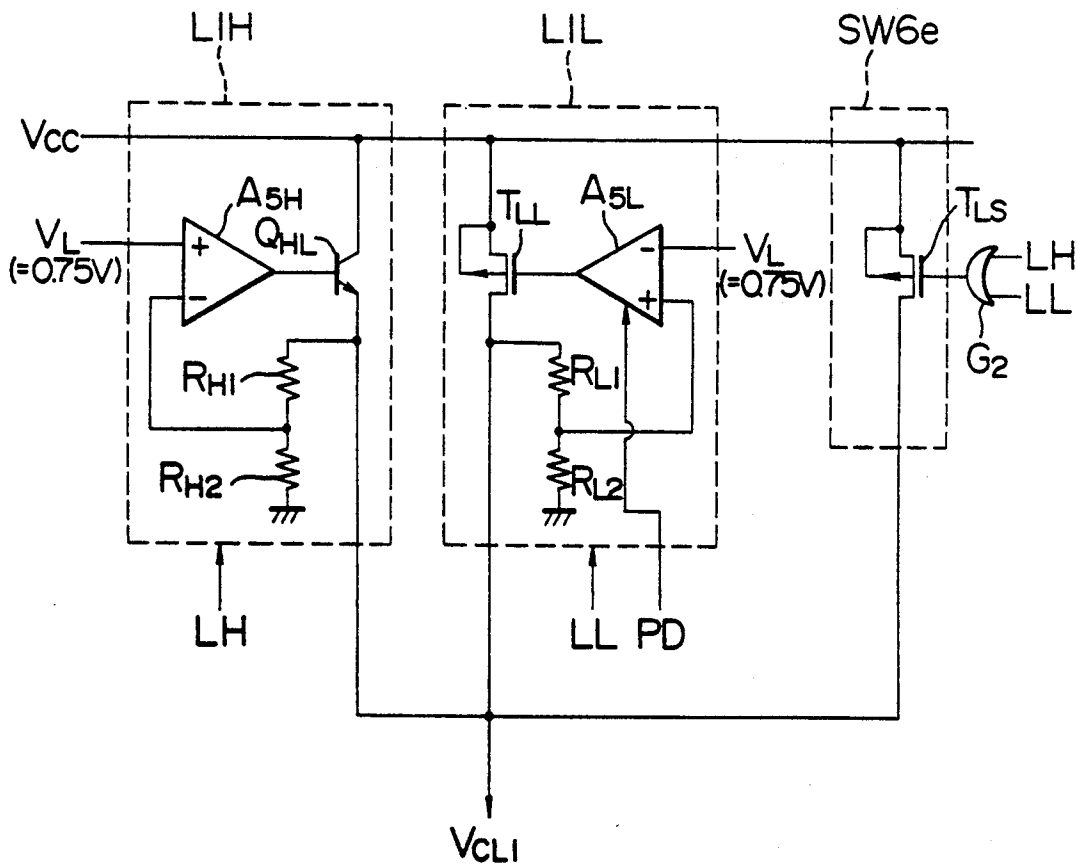 L1H
L1L
SW6e
VCC
A5H
QHL
TLL
A5L
TLS
VL
(=0.75V)
+
-
-
+
VL
(=0.75V)
LH
LL
G2
RH1
RH2
RL1
RL2
LH
LL
PD
VCL1